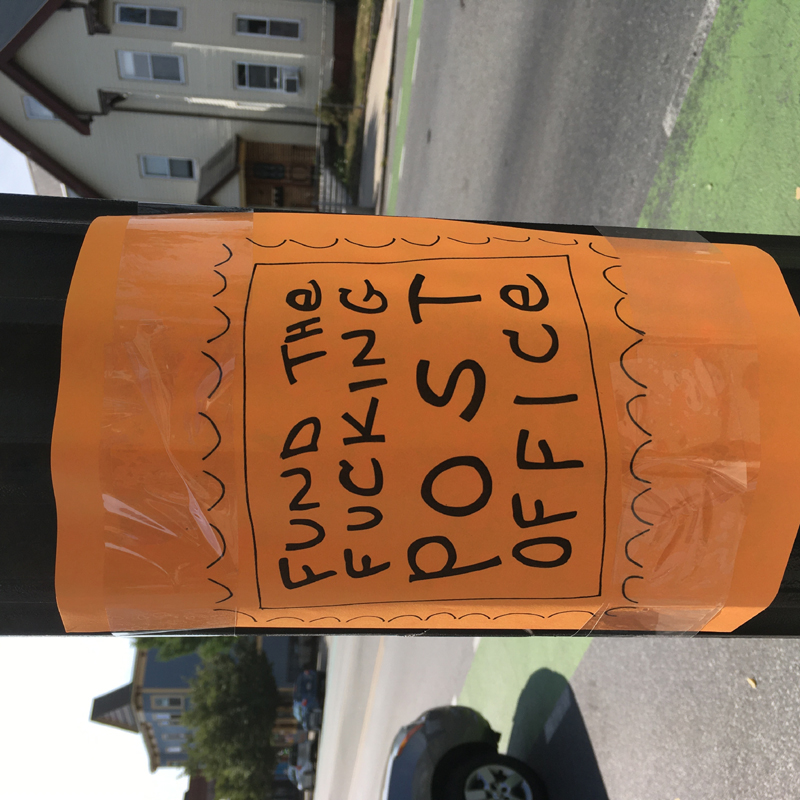 FUND THe
FUCKING
POST
OFFICe